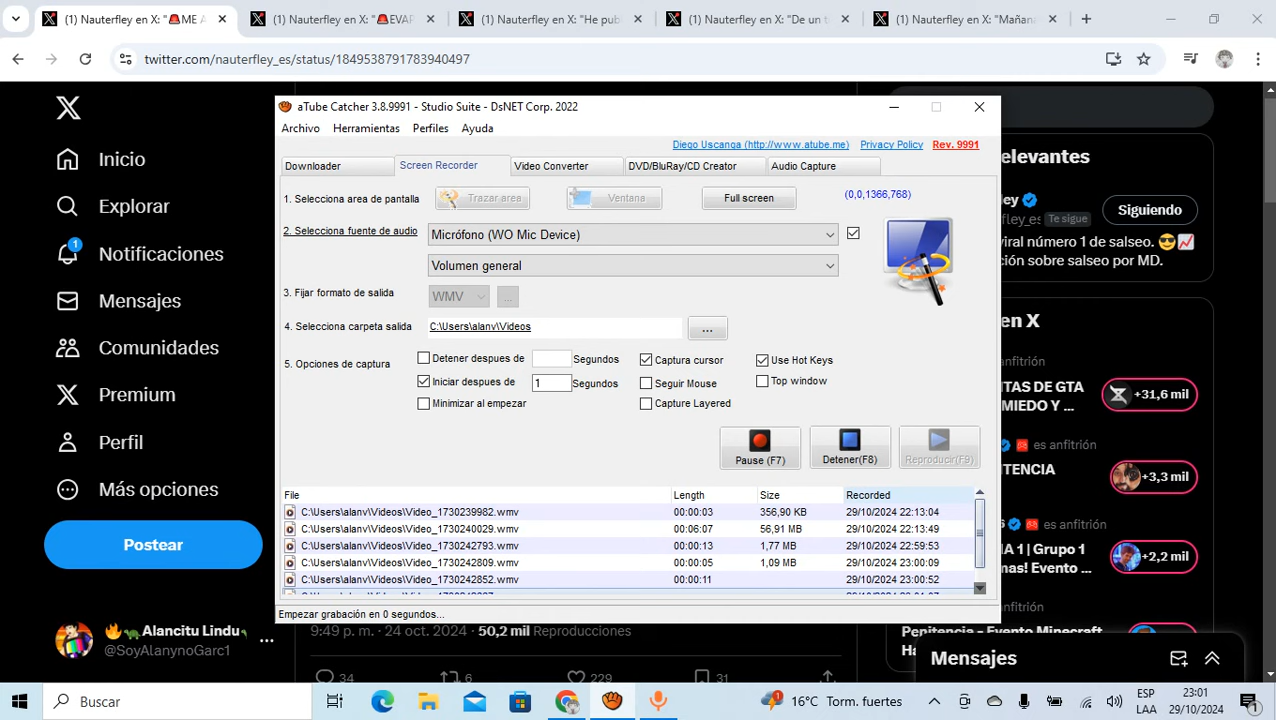 (1) Nauterfley en X: "🚨ME A
(1) Nauterfley en X: "🚨EVAF
(1) Nauterfley en X: "He pub
(1) Nauterfley en X: "De un t
(1) Nauterfley en X: "Mañana
twitter.com/nauterfley_es/status/1849538791783940497
Inicio
Explorar
1
Notificaciones
Mensajes
Comunidades
Premium
Perfil
Más opciones
Postear
🔥🦖Alancitu Lindu
@SoyAlanynoGarc1
aTube Catcher 3.8.9991 - Studio Suite - DsNET Corp. 2022
Archivo Herramientas Perfiles Ayuda
Diego Uscanga (http://www.atube.me) Privacy Policy Rev. 9991
Downloader Screen Recorder Video Converter DVD/BluRay/CD Creator Audio Capture
1. Selecciona area de pantalla Trazar area Ventana Full screen (0,0,1366,768)
2. Selecciona fuente de audio Micrófono (WO Mic Device)
Volumen general
3. Fijar formato de salida WMV ...
4. Selecciona carpeta salida C:\Users\alanv\Videos ...
5. Opciones de captura Detener despues de Segundos Captura cursor Use Hot Keys
Iniciar despues de 1 Segundos Seguir Mouse Top window
Minimizar al empezar Capture Layered
Pause (F7) Detener(F8) Reproducir(F9)
File Length Size Recorded
C:\Users\alanv\Videos\Video_1730239982.wmv 00:00:03 356,90 KB 29/10/2024 22:13:04
C:\Users\alanv\Videos\Video_1730240029.wmv 00:06:07 56,91 MB 29/10/2024 22:13:49
C:\Users\alanv\Videos\Video_1730242793.wmv 00:00:13 1,77 MB 29/10/2024 22:59:53
C:\Users\alanv\Videos\Video_1730242809.wmv 00:00:05 1,09 MB 29/10/2024 23:00:09
C:\Users\alanv\Videos\Video_1730242852.wmv 00:00:11 29/10/2024 23:00:52
Empezar grabación en 0 segundos...
9:49 p. m. · 24 oct. 2024 · 50,2 mil Reproducciones
34 6 229 31
elevantes
ley
ley_es Te sigue
Siguiendo
viral número 1 de salseo. 😎📈
ción sobre salseo por MD.
en X
anfitrión
TAS DE GTA
MIEDO Y ...
+31,6 mil
es anfitrión
TENCIA
+3,3 mil
es anfitrión
A 1 | Grupo 1
mas! Evento ...
+2,2 mil
es anfitrión
Penitencia - Evento Minecraft
Mensajes
Buscar
16°C Torm. fuertes
ESP
LAA
23:01
29/10/2024
1